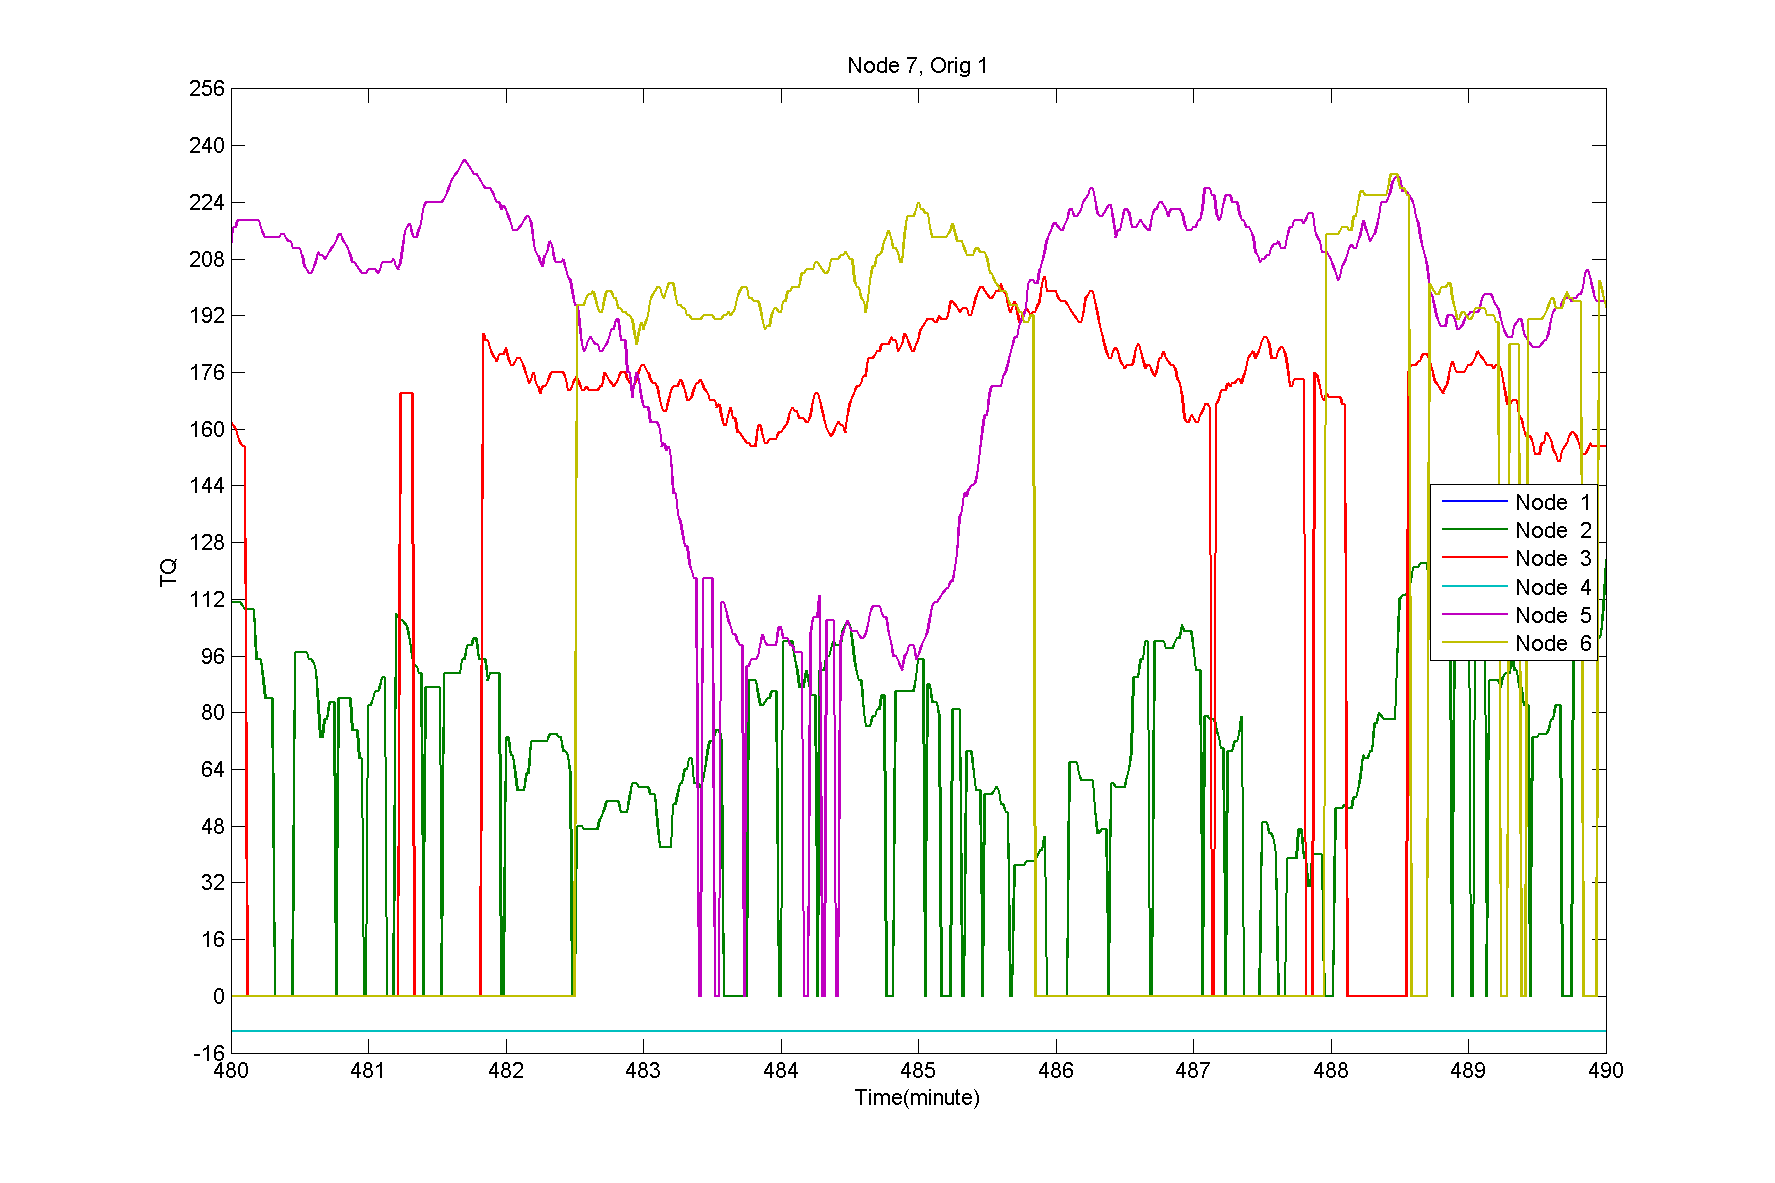 Node 7, Orig 1
256
240
224
208
192
176
160
144
128
112
96
80
64
48
32
16
0
-16
TQ
Node 1
Node 2
Node 3
Node 4
Node 5
Node 6
480 481 482 483 484 485 486 487 488 489 490
Time(minute)